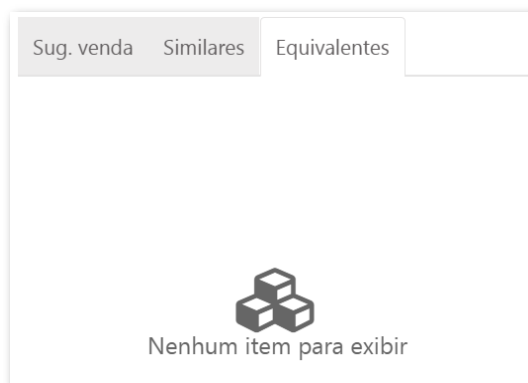 Sug. venda Similares Equivalentes
Nenhum item para exibir